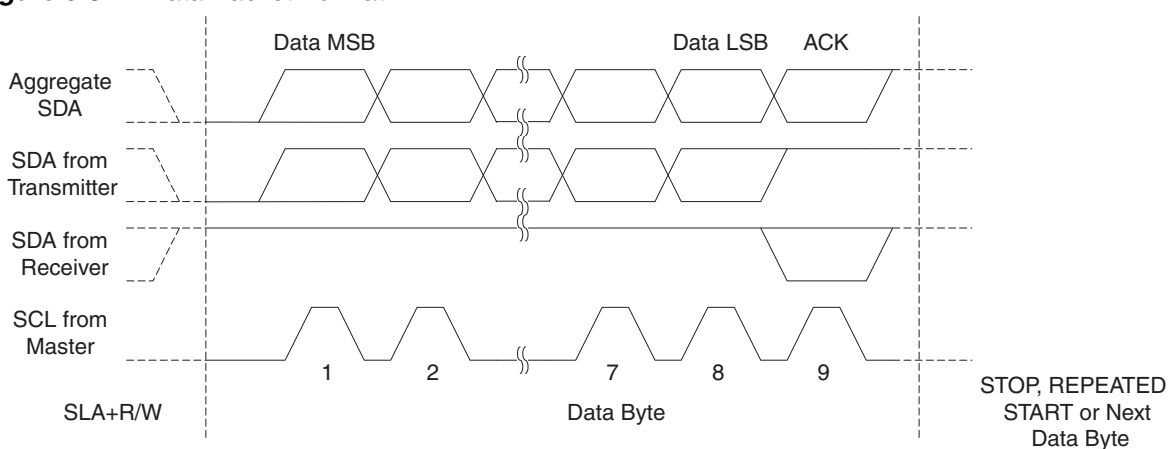 Data MSB
Data LSB
ACK
Aggregate
SDA
SDA from
Transmitter
SDA from
Receiver
SCL from
Master
1
2
7
8
9
SLA+R/W
Data Byte
STOP, REPEATED
START or Next
Data Byte